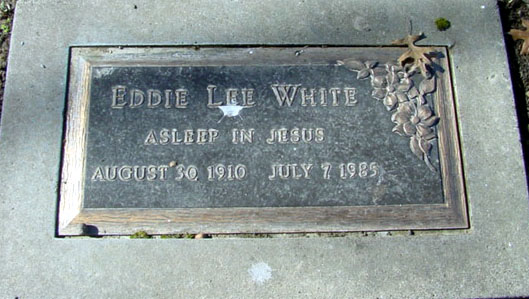 EDDIE LEE WHITE
ASLEEP IN JESUS
AUGUST 30, 1910 JULY 7, 1985